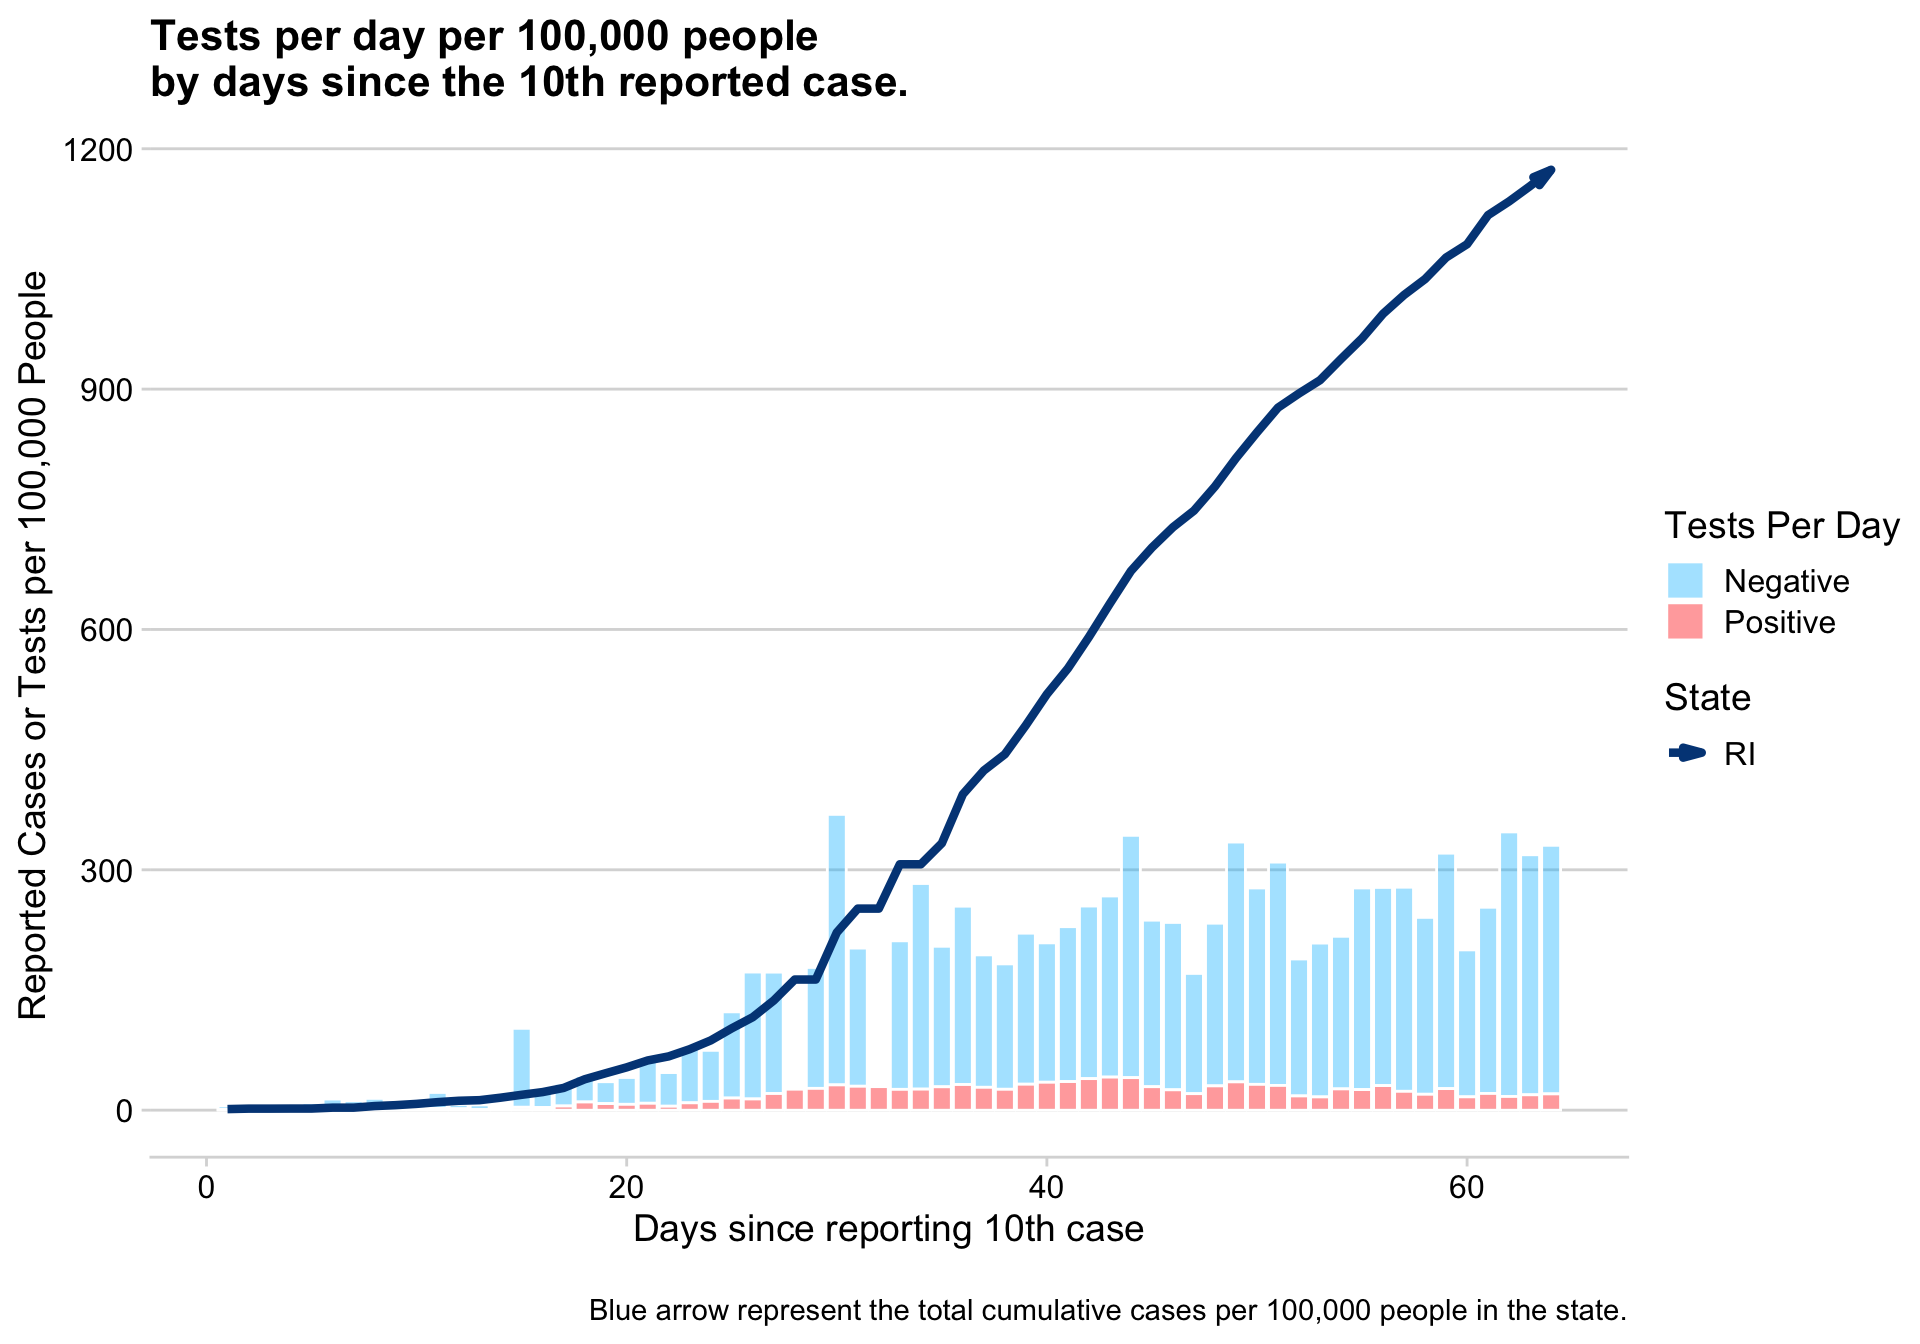 Tests per day per 100,000 people
by days since the 10th reported case.
Reported Cases or Tests per 100,000 People
1200
900
600
300
0
0
20
40
60
Days since reporting 10th case
Tests Per Day
Negative
Positive
State
RI
Blue arrow represent the total cumulative cases per 100,000 people in the state.